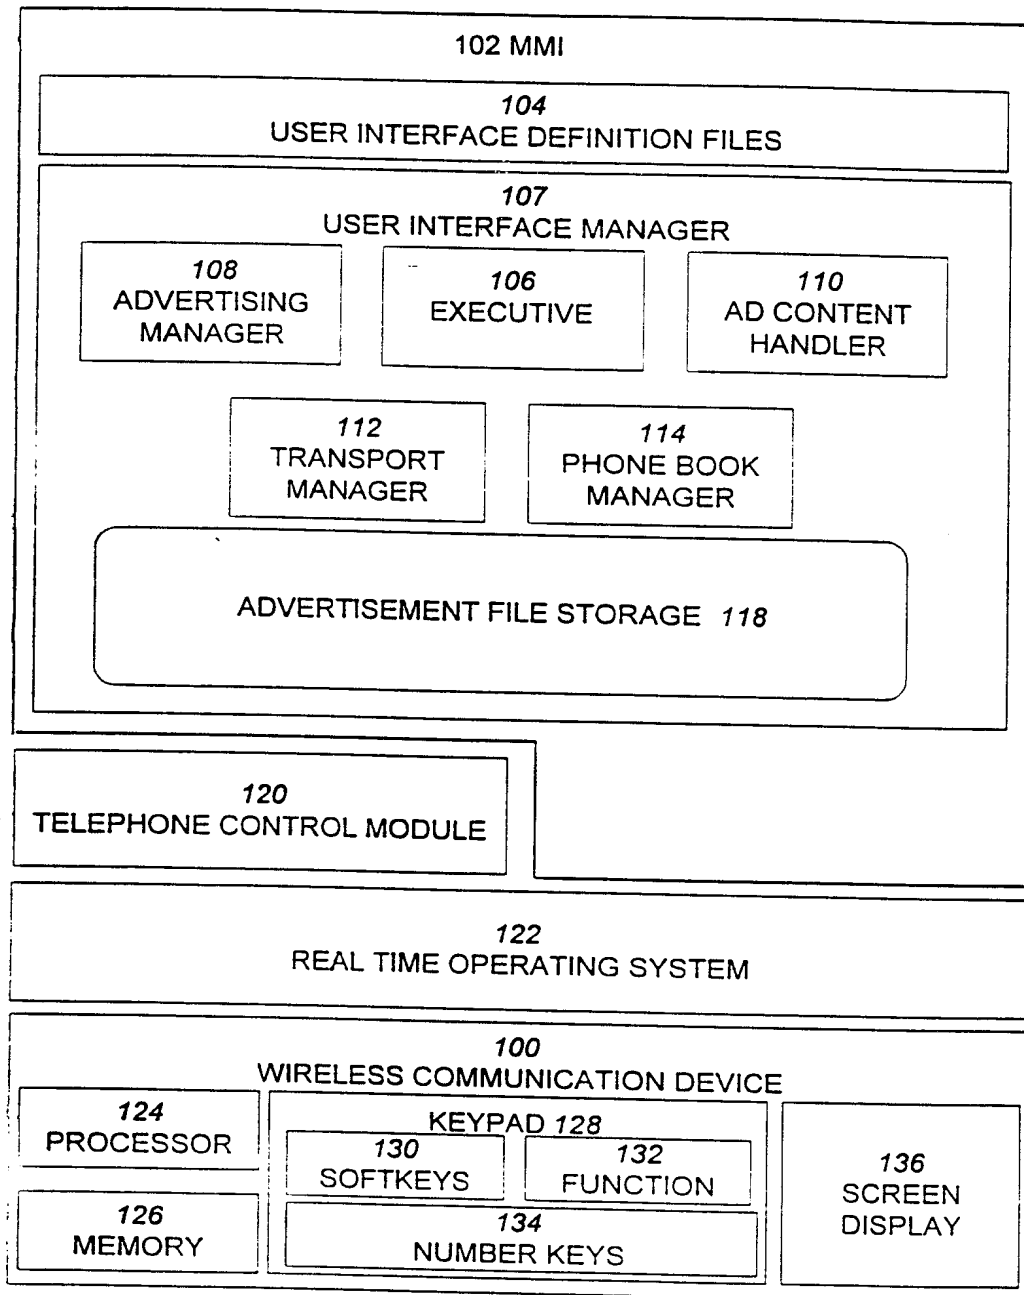 102 MMI
104
USER INTERFACE DEFINITION FILES
107
USER INTERFACE MANAGER
108
ADVERTISING
MANAGER
106
EXECUTIVE
110
AD CONTENT
HANDLER
112
TRANSPORT
MANAGER
114
PHONE BOOK
MANAGER
ADVERTISEMENT FILE STORAGE 118
120
TELEPHONE CONTROL MODULE
122
REAL TIME OPERATING SYSTEM
100
WIRELESS COMMUNICATION DEVICE
124
PROCESSOR
126
MEMORY
KEYPAD 128
130
SOFTKEYS
132
FUNCTION
134
NUMBER KEYS
136
SCREEN
DISPLAY